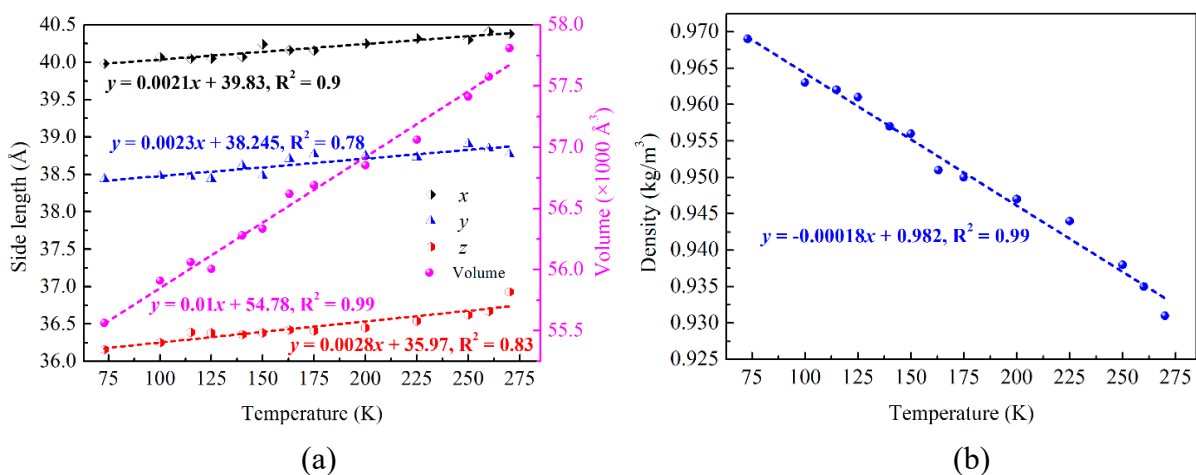 40.5
40.0
39.5
39.0
38.5
38.0
37.5
37.0
36.5
36.0
Side length (Å)
y = 0.0021x + 39.83, R² = 0.9
y = 0.0023x + 38.245, R² = 0.78
x
y
z
Volume
y = 0.01x + 54.78, R² = 0.99
y = 0.0028x + 35.97, R² = 0.83
58.0
57.5
57.0
56.5
56.0
55.5
Volume (×1000 Å³)
75 100 125 150 175 200 225 250 275
Temperature (K)
(a)
0.970
0.965
0.960
0.955
0.950
0.945
0.940
0.935
0.930
0.925
Density (kg/m³)
y = -0.00018x + 0.982, R² = 0.99
75 100 125 150 175 200 225 250 275
Temperature (K)
(b)